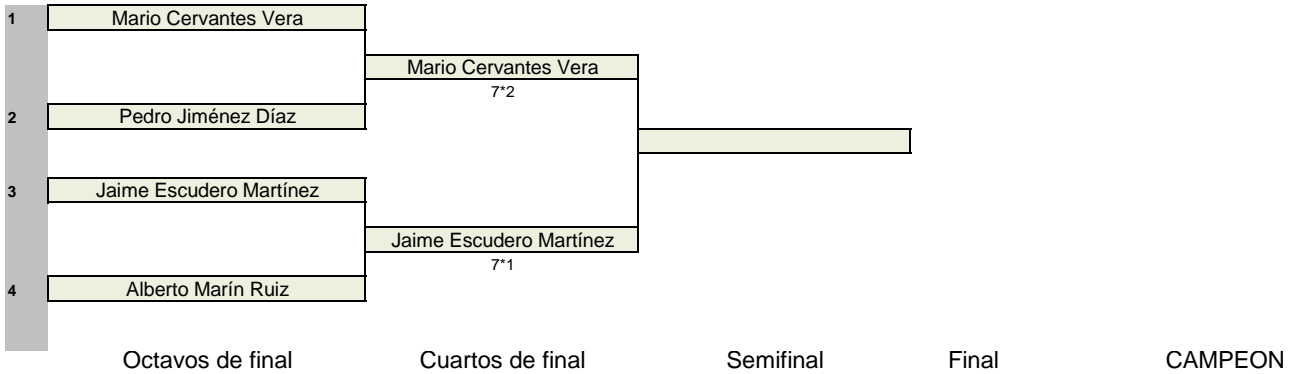 1 Mario Cervantes Vera
Mario Cervantes Vera
7*2
2 Pedro Jiménez Díaz
3 Jaime Escudero Martínez
Jaime Escudero Martínez
7*1
4 Alberto Marín Ruiz
Octavos de final Cuartos de final Semifinal Final CAMPEON